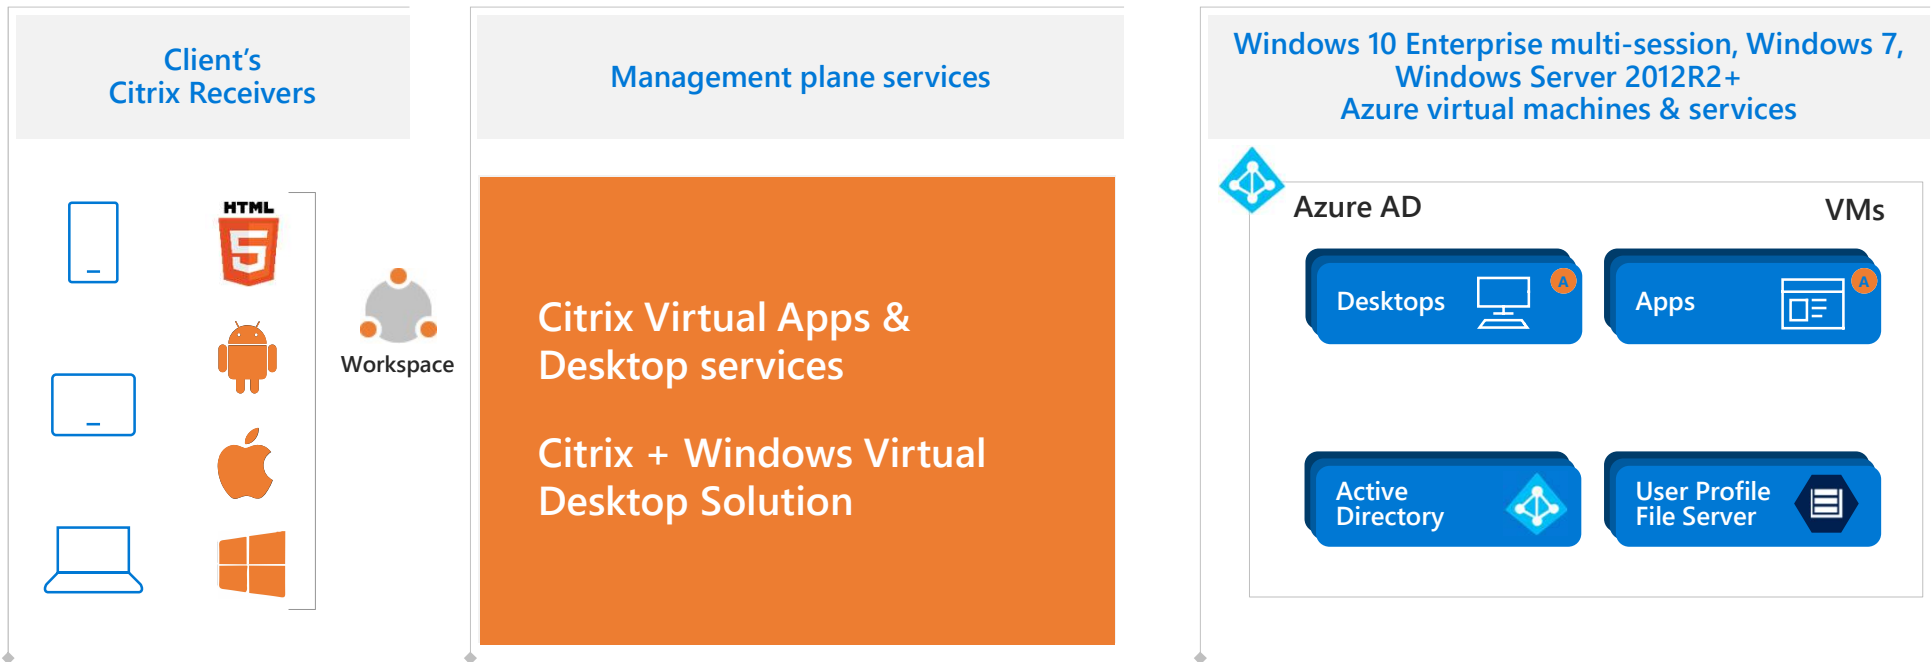 Client's
Citrix Receivers
Management plane services
Windows 10 Enterprise multi-session, Windows 7,
Windows Server 2012R2+
Azure virtual machines & services
HTML
5
Workspace
Citrix Virtual Apps &
Desktop services
Citrix + Windows Virtual
Desktop Solution
Azure AD
VMs
Desktops
A
Apps
A
Active
Directory
User Profile
File Server